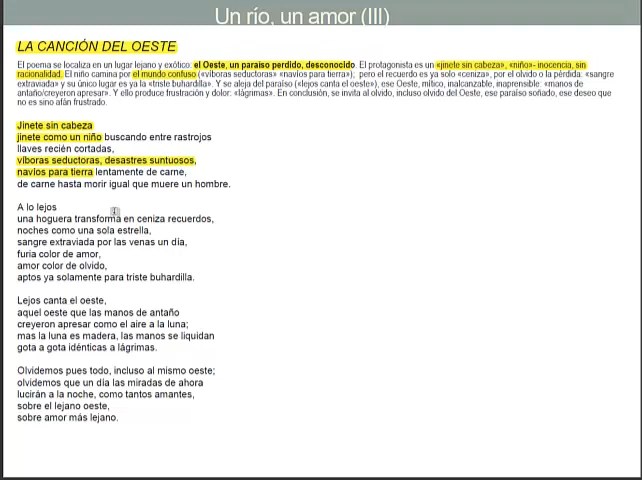 Un río, un amor (III)
LA CANCIÓN DEL OESTE
El poema se localiza en un lugar lejano y exótico: el Oeste, un paraíso perdido, desconocido. El protagonista es un «jinete sin cabeza», «niño»- inocencia, sin
racionalidad. El niño camina por el mundo confuso («víboras seductoras» «navíos para tierra»); pero el recuerdo es ya solo «ceniza», por el olvido o la pérdida: «sangre
extraviada» y su único lugar es ya la «triste buhardilla». Y se aleja del paraíso («lejos canta el oeste»), ese Oeste, mítico, inalcanzable, inaprensible: «manos de
antaño/creyeron apresar». Y ello produce frustración y dolor: «lágrimas». En conclusión, se invita al olvido, incluso olvido del Oeste, ese paraíso soñado, ese deseo que
no es sino afán frustrado.
Jinete sin cabeza
jinete como un niño buscando entre rastrojos
llaves recién cortadas,
víboras seductoras, desastres suntuosos,
navíos para tierra lentamente de carne,
de carne hasta morir igual que muere un hombre.
A lo lejos
una hoguera transforma en ceniza recuerdos,
noches como una sola estrella,
sangre extraviada por las venas un día,
furia color de amor,
amor color de olvido,
aptos ya solamente para triste buhardilla.
Lejos canta el oeste,
aquel oeste que las manos de antaño
creyeron apresar como el aire a la luna;
mas la luna es madera, las manos se liquidan
gota a gota idénticas a lágrimas.
Olvidemos pues todo, incluso al mismo oeste;
olvidemos que un día las miradas de ahora
lucirán a la noche, como tantos amantes,
sobre el lejano oeste,
sobre amor más lejano.